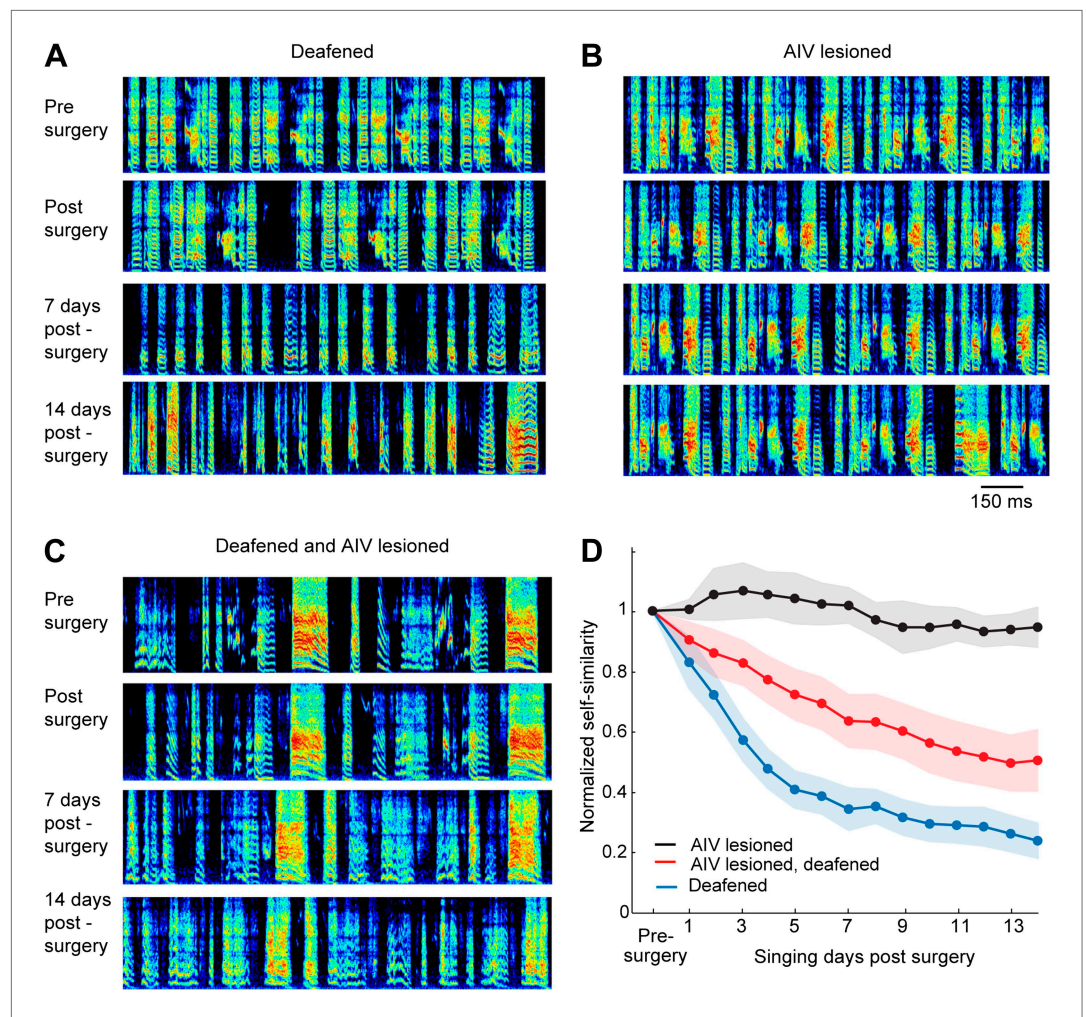 A
Deafened
Pre
surgery
Post
surgery
7 days
post -
surgery
14 days
post -
surgery
B
AIV lesioned
150 ms
C
Deafened and AIV lesioned
Pre
surgery
Post
surgery
7 days
post -
surgery
14 days
post -
surgery
D
Normalized self-similarity
1
0.8
0.6
0.4
0.2
0
AIV lesioned
AIV lesioned, deafened
Deafened
Pre-
surgery
1 3 5 7 9 11 13
Singing days post surgery